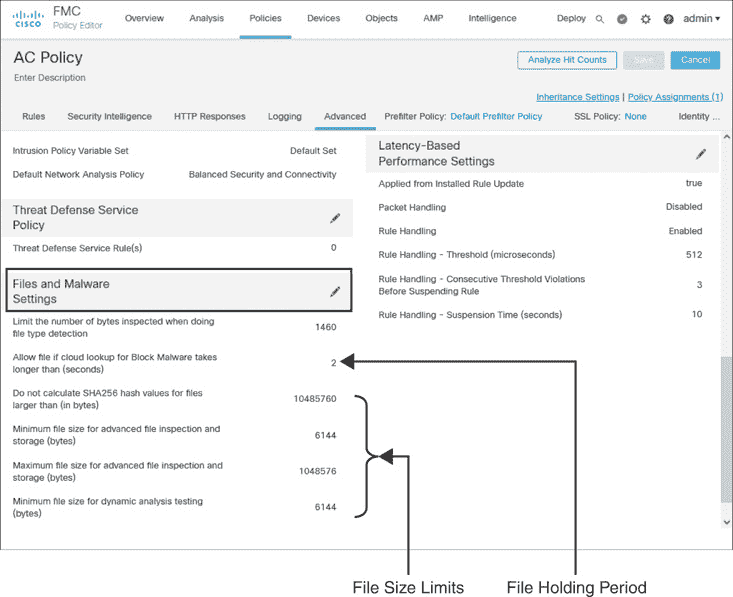 CISCO
FMC
Policy Editor
Overview
Analysis
Policies
Devices
Objects
AMP
Intelligence
Deploy
admin
AC Policy
Enter Description
Analyze Hit Counts
Save
Cancel
Inheritance Settings | Policy Assignments (1)
Rules
Security Intelligence
HTTP Responses
Logging
Advanced
Prefilter Policy: Default Prefilter Policy
SSL Policy: None
Identity ...
Intrusion Policy Variable Set
Default Set
Default Network Analysis Policy
Balanced Security and Connectivity
Threat Defense Service
Policy
Threat Defense Service Rule(s)
0
Files and Malware
Settings
Limit the number of bytes inspected when doing
file type detection
1460
Allow file if cloud lookup for Block Malware takes
longer than (seconds)
2
Do not calculate SHA256 hash values for files
larger than (in bytes)
10485760
Minimum file size for advanced file inspection and
storage (bytes)
6144
Maximum file size for advanced file inspection and
storage (bytes)
1048576
Minimum file size for dynamic analysis testing
(bytes)
6144
Latency-Based
Performance Settings
Applied from Installed Rule Update
true
Packet Handling
Disabled
Rule Handling
Enabled
Rule Handling - Threshold (microseconds)
512
Rule Handling - Consecutive Threshold Violations
Before Suspending Rule
3
Rule Handling - Suspension Time (seconds)
10
File Size Limits
File Holding Period